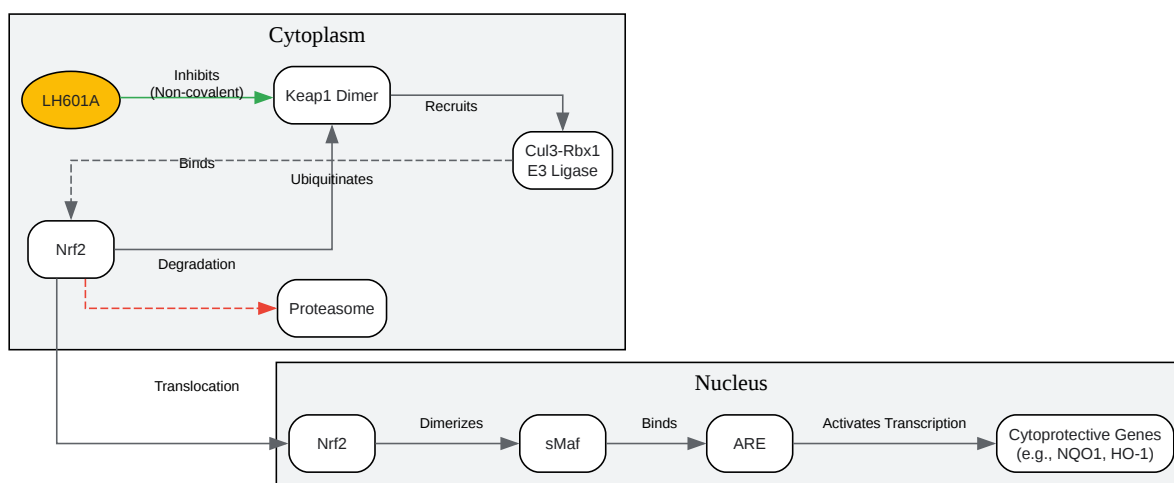 Cytoplasm
Inhibits
(Non-covalent)
LH601A
Keap1 Dimer
Recruits
Cul3-Rbx1
E3 Ligase
Binds
Ubiquitinates
Nrf2
Degradation
Proteasome
Translocation
Nucleus
Nrf2
Dimerizes
sMaf
Binds
ARE
Activates Transcription
Cytoprotective Genes
(e.g., NQO1, HO-1)